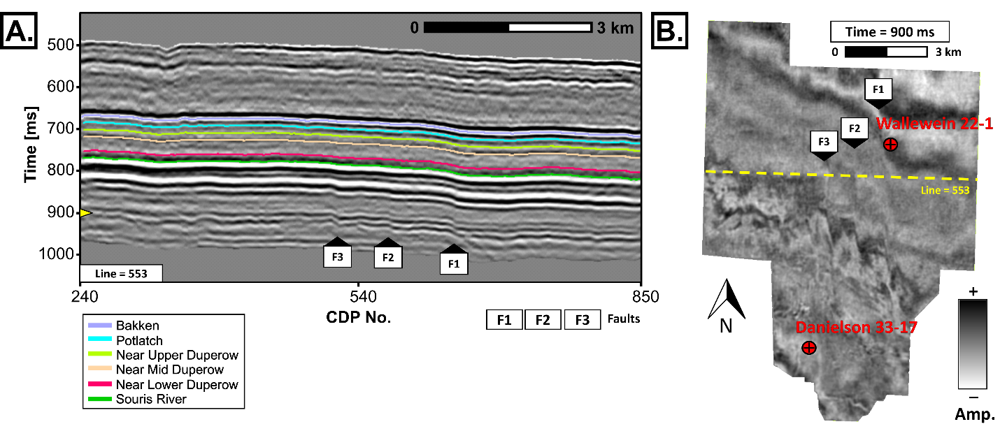 A.
0 3 km
500
600
700
800
900
1000
Time [ms]
F3 F2 F1
Line = 553
240 540 850
CDP No.
F1 F2 F3 Faults
Bakken
Potlatch
Near Upper Duperow
Near Mid Duperow
Near Lower Duperow
Souris River
B.
Time = 900 ms
0 3 km
F1
Wallewein 22-1
F2
F3
Line = 553
N
Danielson 33-17
+
–
Amp.